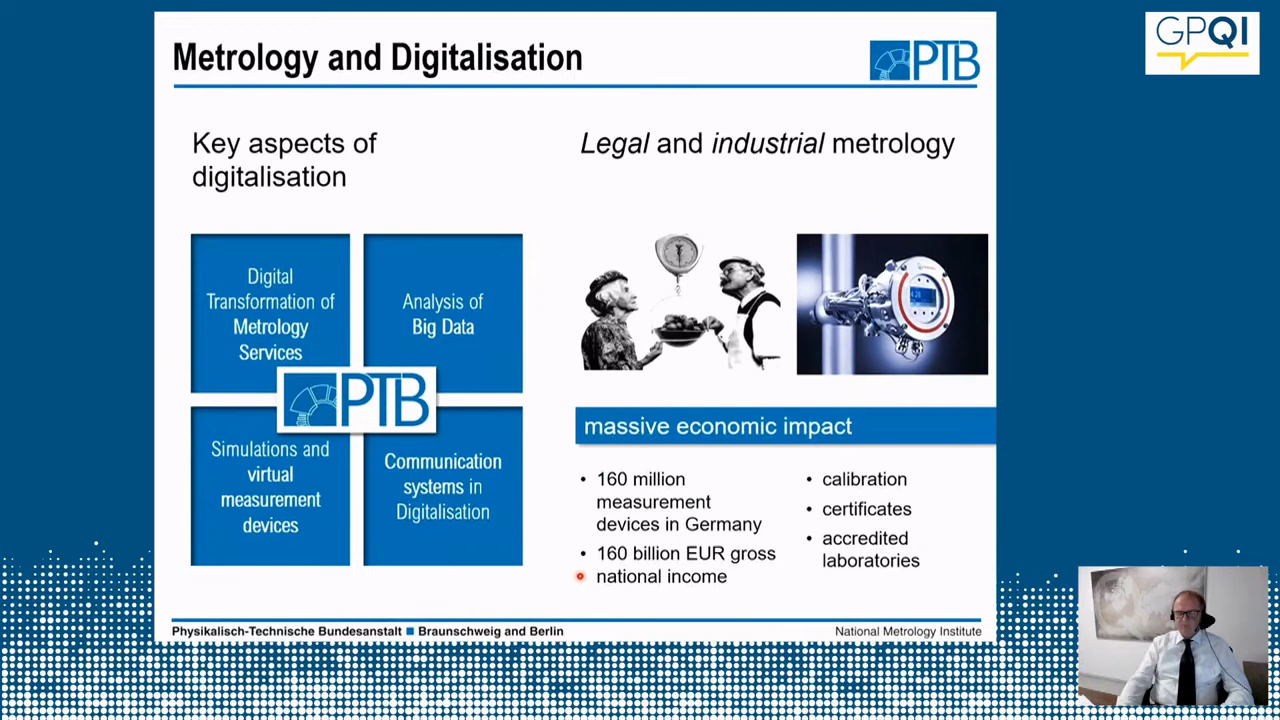 Metrology and Digitalisation
PTB
GPQI
Key aspects of
digitalisation
Digital
Transformation of
Metrology
Services
Analysis of
Big Data
PTB
Simulations and
virtual
measurement
devices
Communication
systems in
Digitalisation
Legal and industrial metrology
massive economic impact
• 160 million
measurement
devices in Germany
• 160 billion EUR gross
national income
• calibration
• certificates
• accredited
laboratories
Physikalisch-Technische Bundesanstalt ■ Braunschweig and Berlin
National Metrology Institute